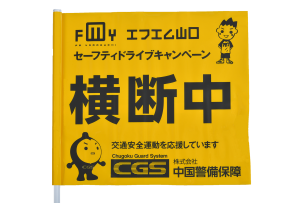 FMY エフエム山口
セーフティドライブキャンペーン
横断中
交通安全運動を応援しています
Chugoku Guard System
CGS 株式会社
中国警備保障